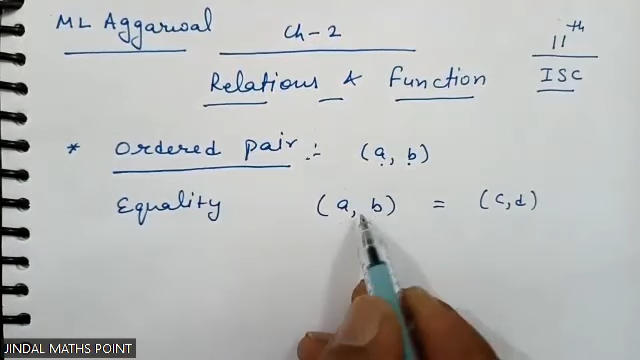 ML Aggarwal Ch-2 11th
Relations & Function ISC
* Ordered pair :- (a, b)
Equality (a, b) = (c,d)
JINDAL MATHS POINT